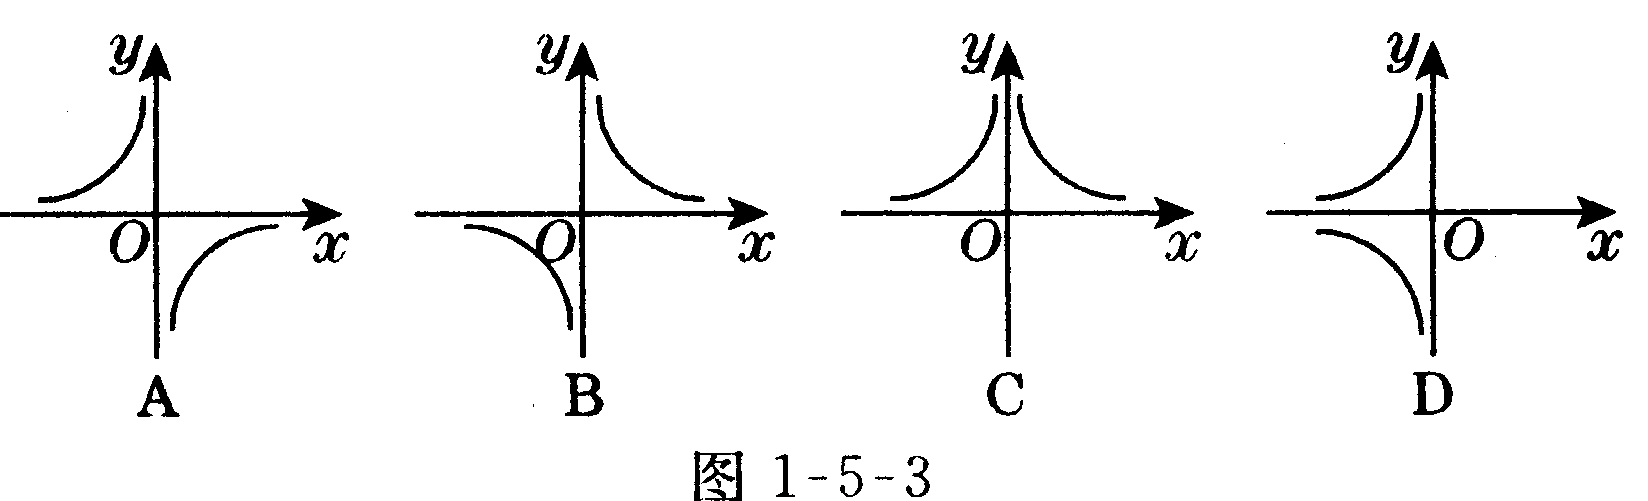 y y y y
O x O x O x O x
A B C D
图 1-5-3